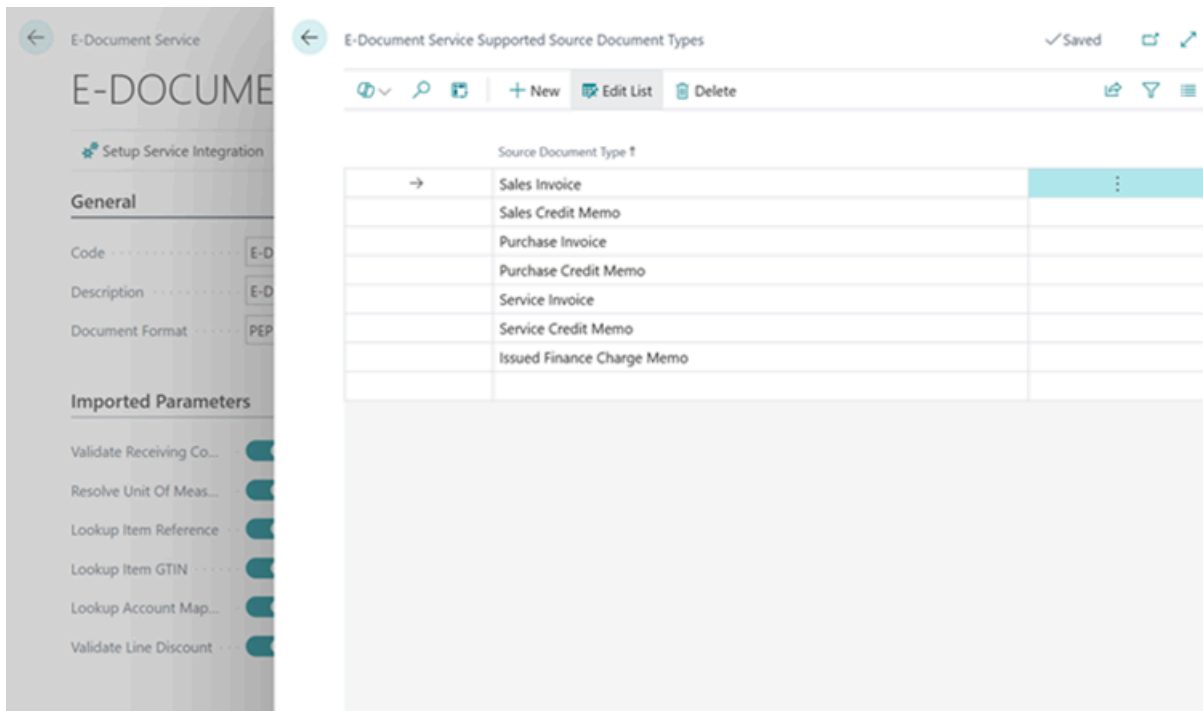 E-Document Service
E-DOCUME
Setup Service Integration
General
Code
E-D
Description
E-D
Document Format
PEP
Imported Parameters
Validate Receiving Co...
Resolve Unit Of Meas...
Lookup Item Reference
Lookup Item GTIN
Lookup Account Map...
Validate Line Discount
E-Document Service Supported Source Document Types
Saved
New
Edit List
Delete
Source Document Type ↑
Sales Invoice
Sales Credit Memo
Purchase Invoice
Purchase Credit Memo
Service Invoice
Service Credit Memo
Issued Finance Charge Memo